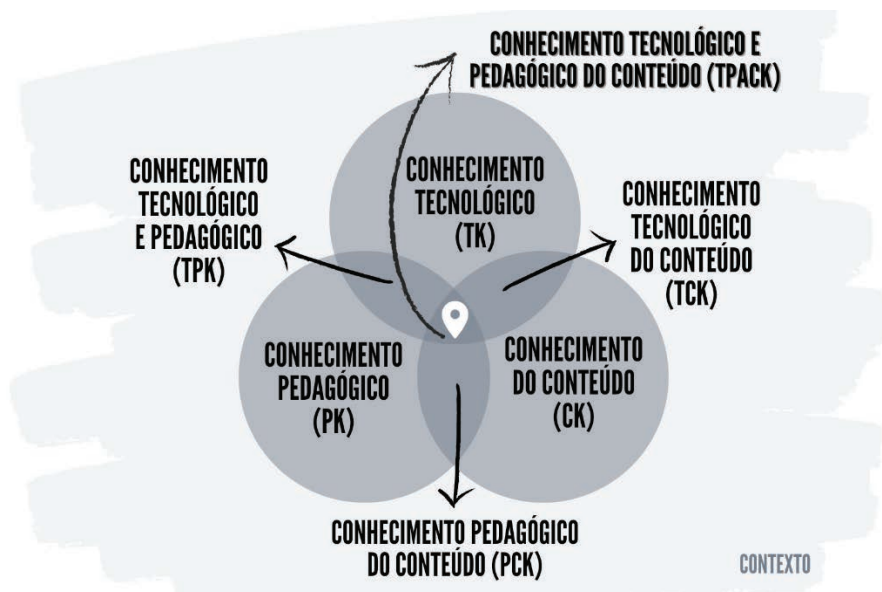 CONHECIMENTO TECNOLÓGICO E
PEDAGÓGICO DO CONTEÚDO (TPACK)
CONHECIMENTO
TECNOLÓGICO
E PEDAGÓGICO
(TPK)
CONHECIMENTO
TECNOLÓGICO
(TK)
CONHECIMENTO
TECNOLÓGICO
DO CONTEÚDO
(TCK)
CONHECIMENTO
PEDAGÓGICO
(PK)
CONHECIMENTO
DO CONTEÚDO
(CK)
CONHECIMENTO PEDAGÓGICO
DO CONTEÚDO (PCK)
CONTEXTO